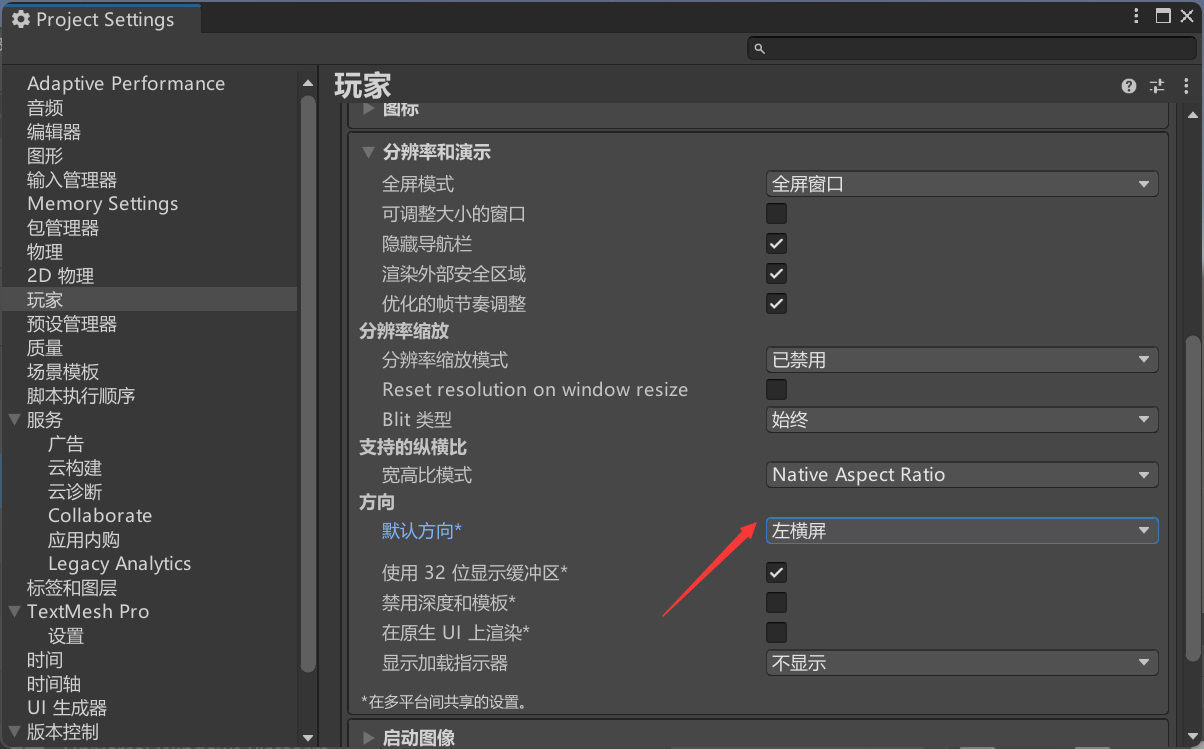 Project Settings
Adaptive Performance
音频
编辑器
图形
输入管理器
Memory Settings
包管理器
物理
2D 物理
玩家
预设管理器
质量
场景模板
脚本执行顺序
服务
广告
云构建
云诊断
Collaborate
应用内购
Legacy Analytics
标签和图层
TextMesh Pro
设置
时间
时间轴
UI 生成器
版本控制
玩家
图标
分辨率和演示
全屏模式 全屏窗口
可调整大小的窗口
隐藏导航栏
渲染外部安全区域
优化的帧节奏调整
分辨率缩放
分辨率缩放模式 已禁用
Reset resolution on window resize
Blit 类型 始终
支持的纵横比
宽高比模式 Native Aspect Ratio
方向
默认方向* 左横屏
使用 32 位显示缓冲区*
禁用深度和模板*
在原生 UI 上渲染*
显示加载指示器 不显示
*在多平台间共享的设置。
启动图像